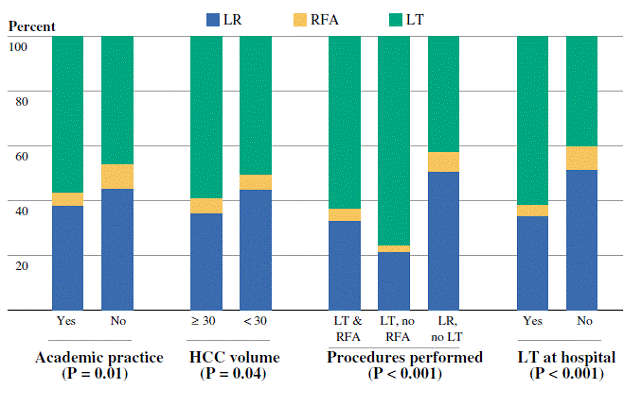 Percent
LR RFA LT
100
80
60
40
20
Yes No ≥ 30 < 30 LT & RFA LT, no RFA LR, no LT Yes No
Academic practice HCC volume Procedures performed LT at hospital
(P = 0.01) (P = 0.04) (P < 0.001) (P < 0.001)